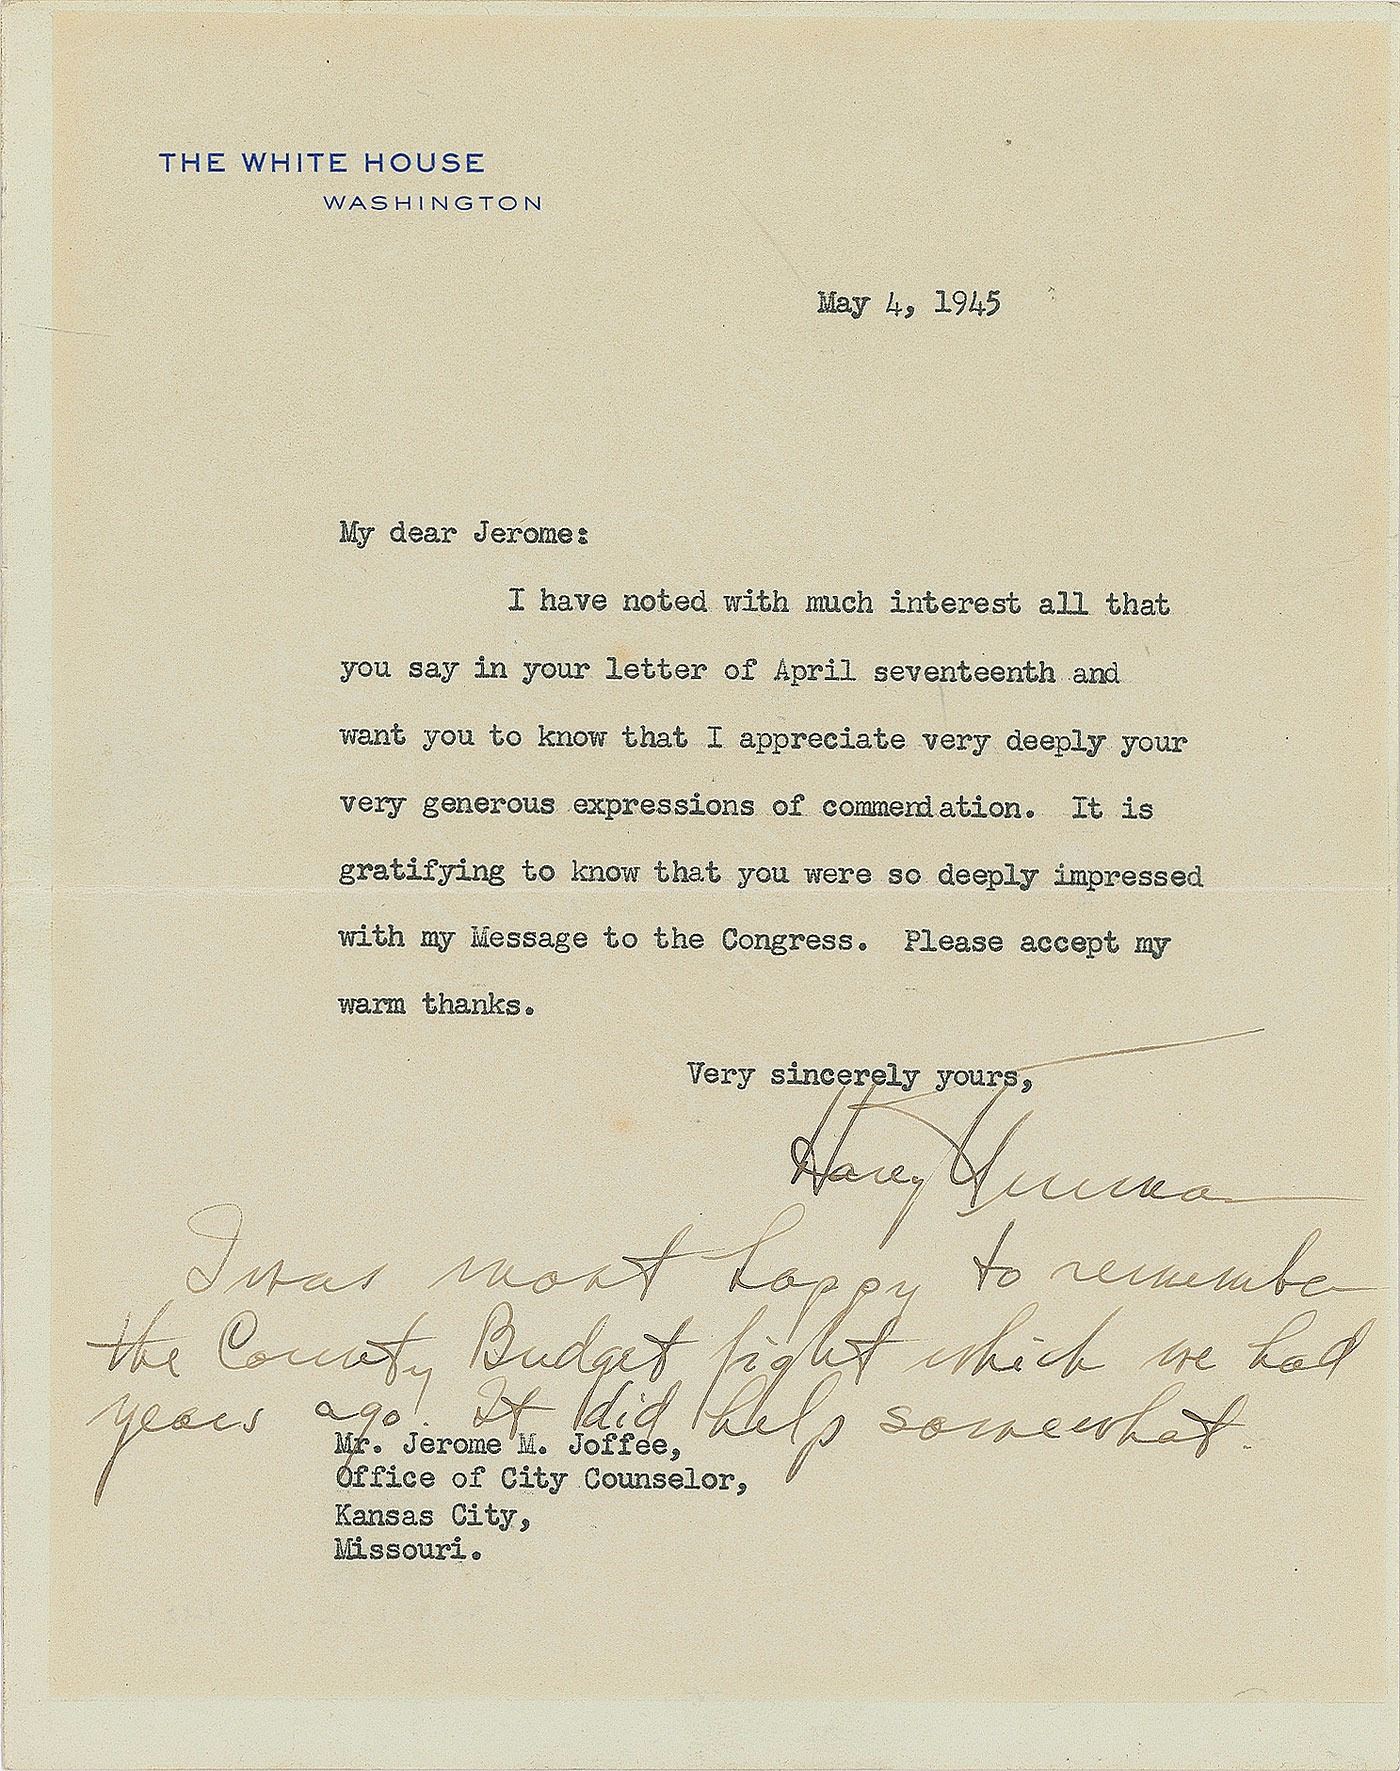 THE WHITE HOUSE
WASHINGTON
May 4, 1945
My dear Jerome:
I have noted with much interest all that
you say in your letter of April seventeenth and
want you to know that I appreciate very deeply your
very generous expressions of commendation. It is
gratifying to know that you were so deeply impressed
with my Message to the Congress. Please accept my
warm thanks.
Very sincerely yours,
Harry Truman
I was most happy to remember
the County Budget fight which we had
years ago. It did help somewhat.
Mr. Jerome M. Joffee,
Office of City Counselor,
Kansas City,
Missouri.